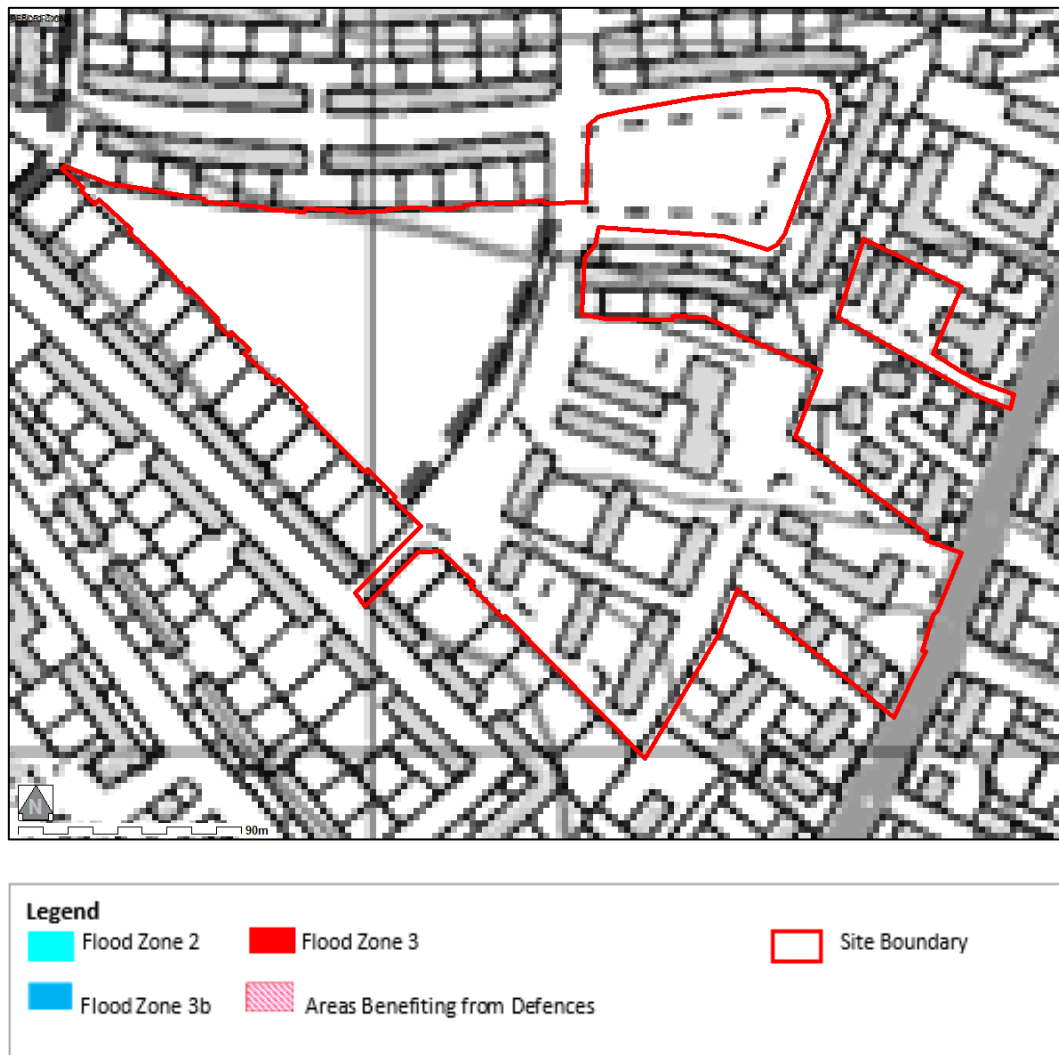 N
90m
Legend
Flood Zone 2
Flood Zone 3
Site Boundary
Flood Zone 3b
Areas Benefiting from Defences